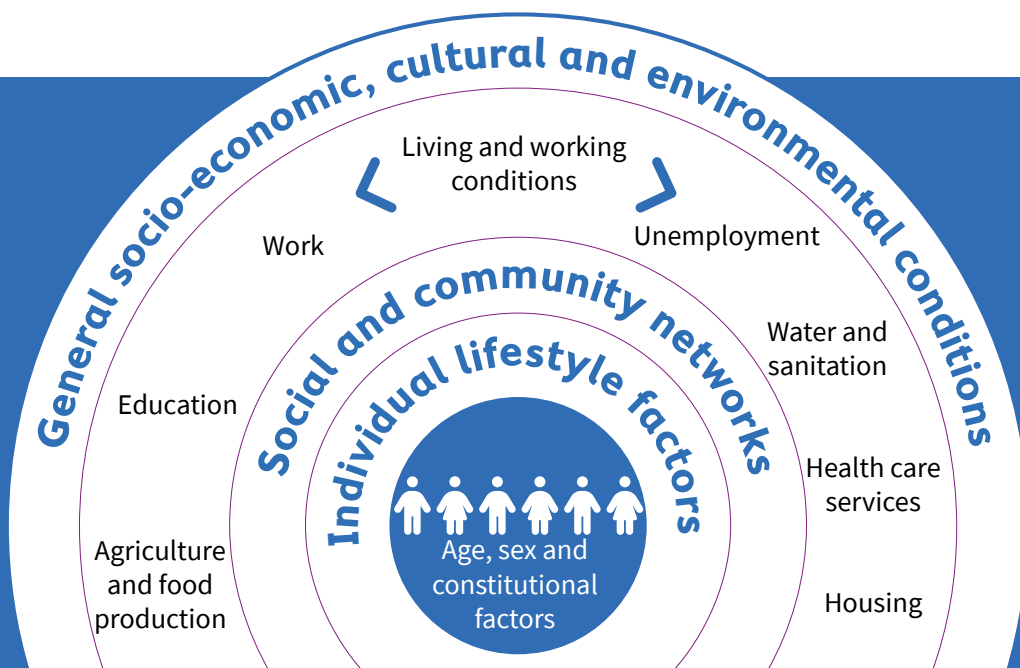 General socio-economic, cultural and environmental conditions
Living and working
conditions
Work
Unemployment
Social and community networks
Water and
sanitation
Individual lifestyle factors
Education
Health care
services
Agriculture
and food
production
Age, sex and
constitutional
factors
Housing